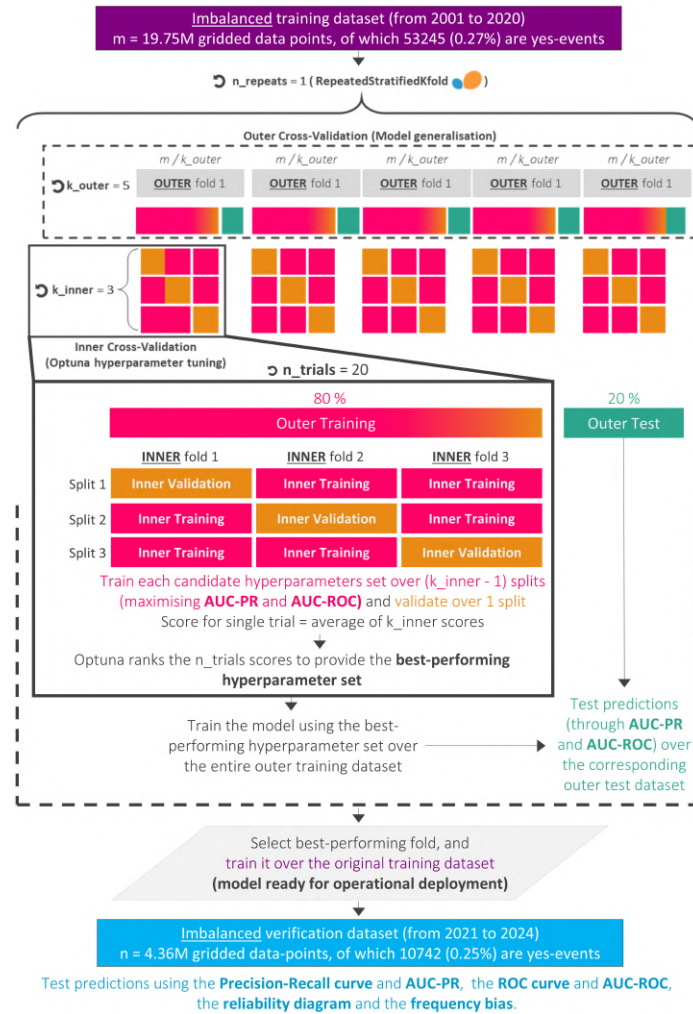 Imbalanced training dataset (from 2001 to 2020)
m = 19.75M gridded data points, of which 53245 (0.27%) are yes-events
n_repeats = 1 ( RepeatedStratifiedKfold )
Outer Cross-Validation (Model generalisation)
m / k_outer m / k_outer m / k_outer m / k_outer m / k_outer
k_outer = 5
OUTER fold 1 OUTER fold 1 OUTER fold 1 OUTER fold 1 OUTER fold 1
k_inner = 3
Inner Cross-Validation
(Optuna hyperparameter tuning)
n_trials = 20
80 %
Outer Training
20 %
Outer Test
INNER fold 1 INNER fold 2 INNER fold 3
Split 1 Inner Validation Inner Training Inner Training
Split 2 Inner Training Inner Validation Inner Training
Split 3 Inner Training Inner Training Inner Validation
Train each candidate hyperparameters set over (k_inner - 1) splits
(maximising AUC-PR and AUC-ROC) and validate over 1 split
Score for single trial = average of k_inner scores
Optuna ranks the n_trials scores to provide the best-performing
hyperparameter set
Train the model using the best-
performing hyperparameter set over
the entire outer training dataset
Test predictions
(through AUC-PR
and AUC-ROC) over
the corresponding
outer test dataset
Select best-performing fold, and
train it over the original training dataset
(model ready for operational deployment)
Imbalanced verification dataset (from 2021 to 2024)
n = 4.36M gridded data-points, of which 10742 (0.25%) are yes-events
Test predictions using the Precision-Recall curve and AUC-PR, the ROC curve and AUC-ROC,
the reliability diagram and the frequency bias.